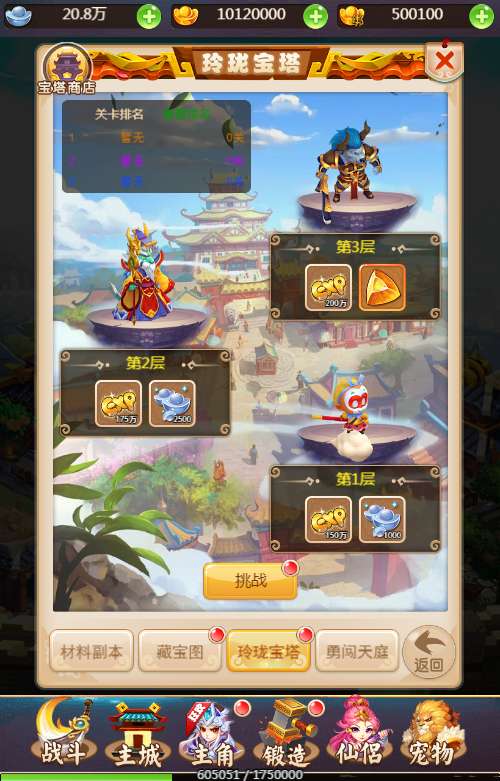 20.8万
10120000
500100
玲珑宝塔
宝塔商店
关卡排名
1 暂无 0关
第3层
EXP 200万
第2层
EXP 175万 2500
第1层
EXP 150万 1000
挑战
材料副本 藏宝图 玲珑宝塔 勇闯天庭 返回
战斗 主城 主角 锻造 仙侣 宠物
605051 / 1750000